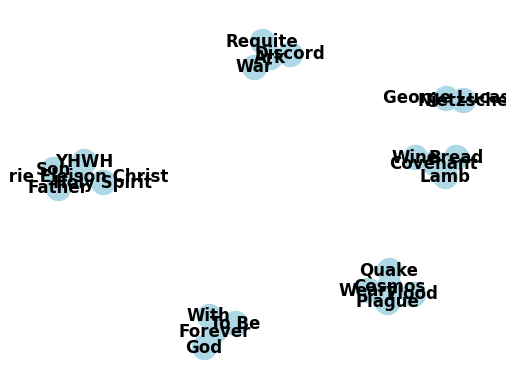 Requite
Discord
Ark
War
George Lucas
Nietzsche
Wine
Bread
Covenant
Lamb
YHWH
Son
rie Eleison Christ
Holy Spirit
Father
Quake
Cosmos
Weary
Flood
Plague
With
To Be
Forever
God